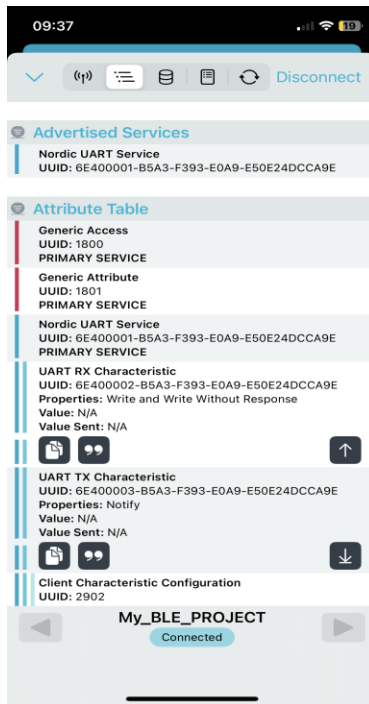 09:37
19
Disconnect
Advertised Services
Nordic UART Service
UUID: 6E400001-B5A3-F393-E0A9-E50E24DCCA9E
Attribute Table
Generic Access
UUID: 1800
PRIMARY SERVICE
Generic Attribute
UUID: 1801
PRIMARY SERVICE
Nordic UART Service
UUID: 6E400001-B5A3-F393-E0A9-E50E24DCCA9E
PRIMARY SERVICE
UART RX Characteristic
UUID: 6E400002-B5A3-F393-E0A9-E50E24DCCA9E
Properties: Write and Write Without Response
Value: N/A
Value Sent: N/A
UART TX Characteristic
UUID: 6E400003-B5A3-F393-E0A9-E50E24DCCA9E
Properties: Notify
Value: N/A
Value Sent: N/A
Client Characteristic Configuration
UUID: 2902
My_BLE_PROJECT
Connected